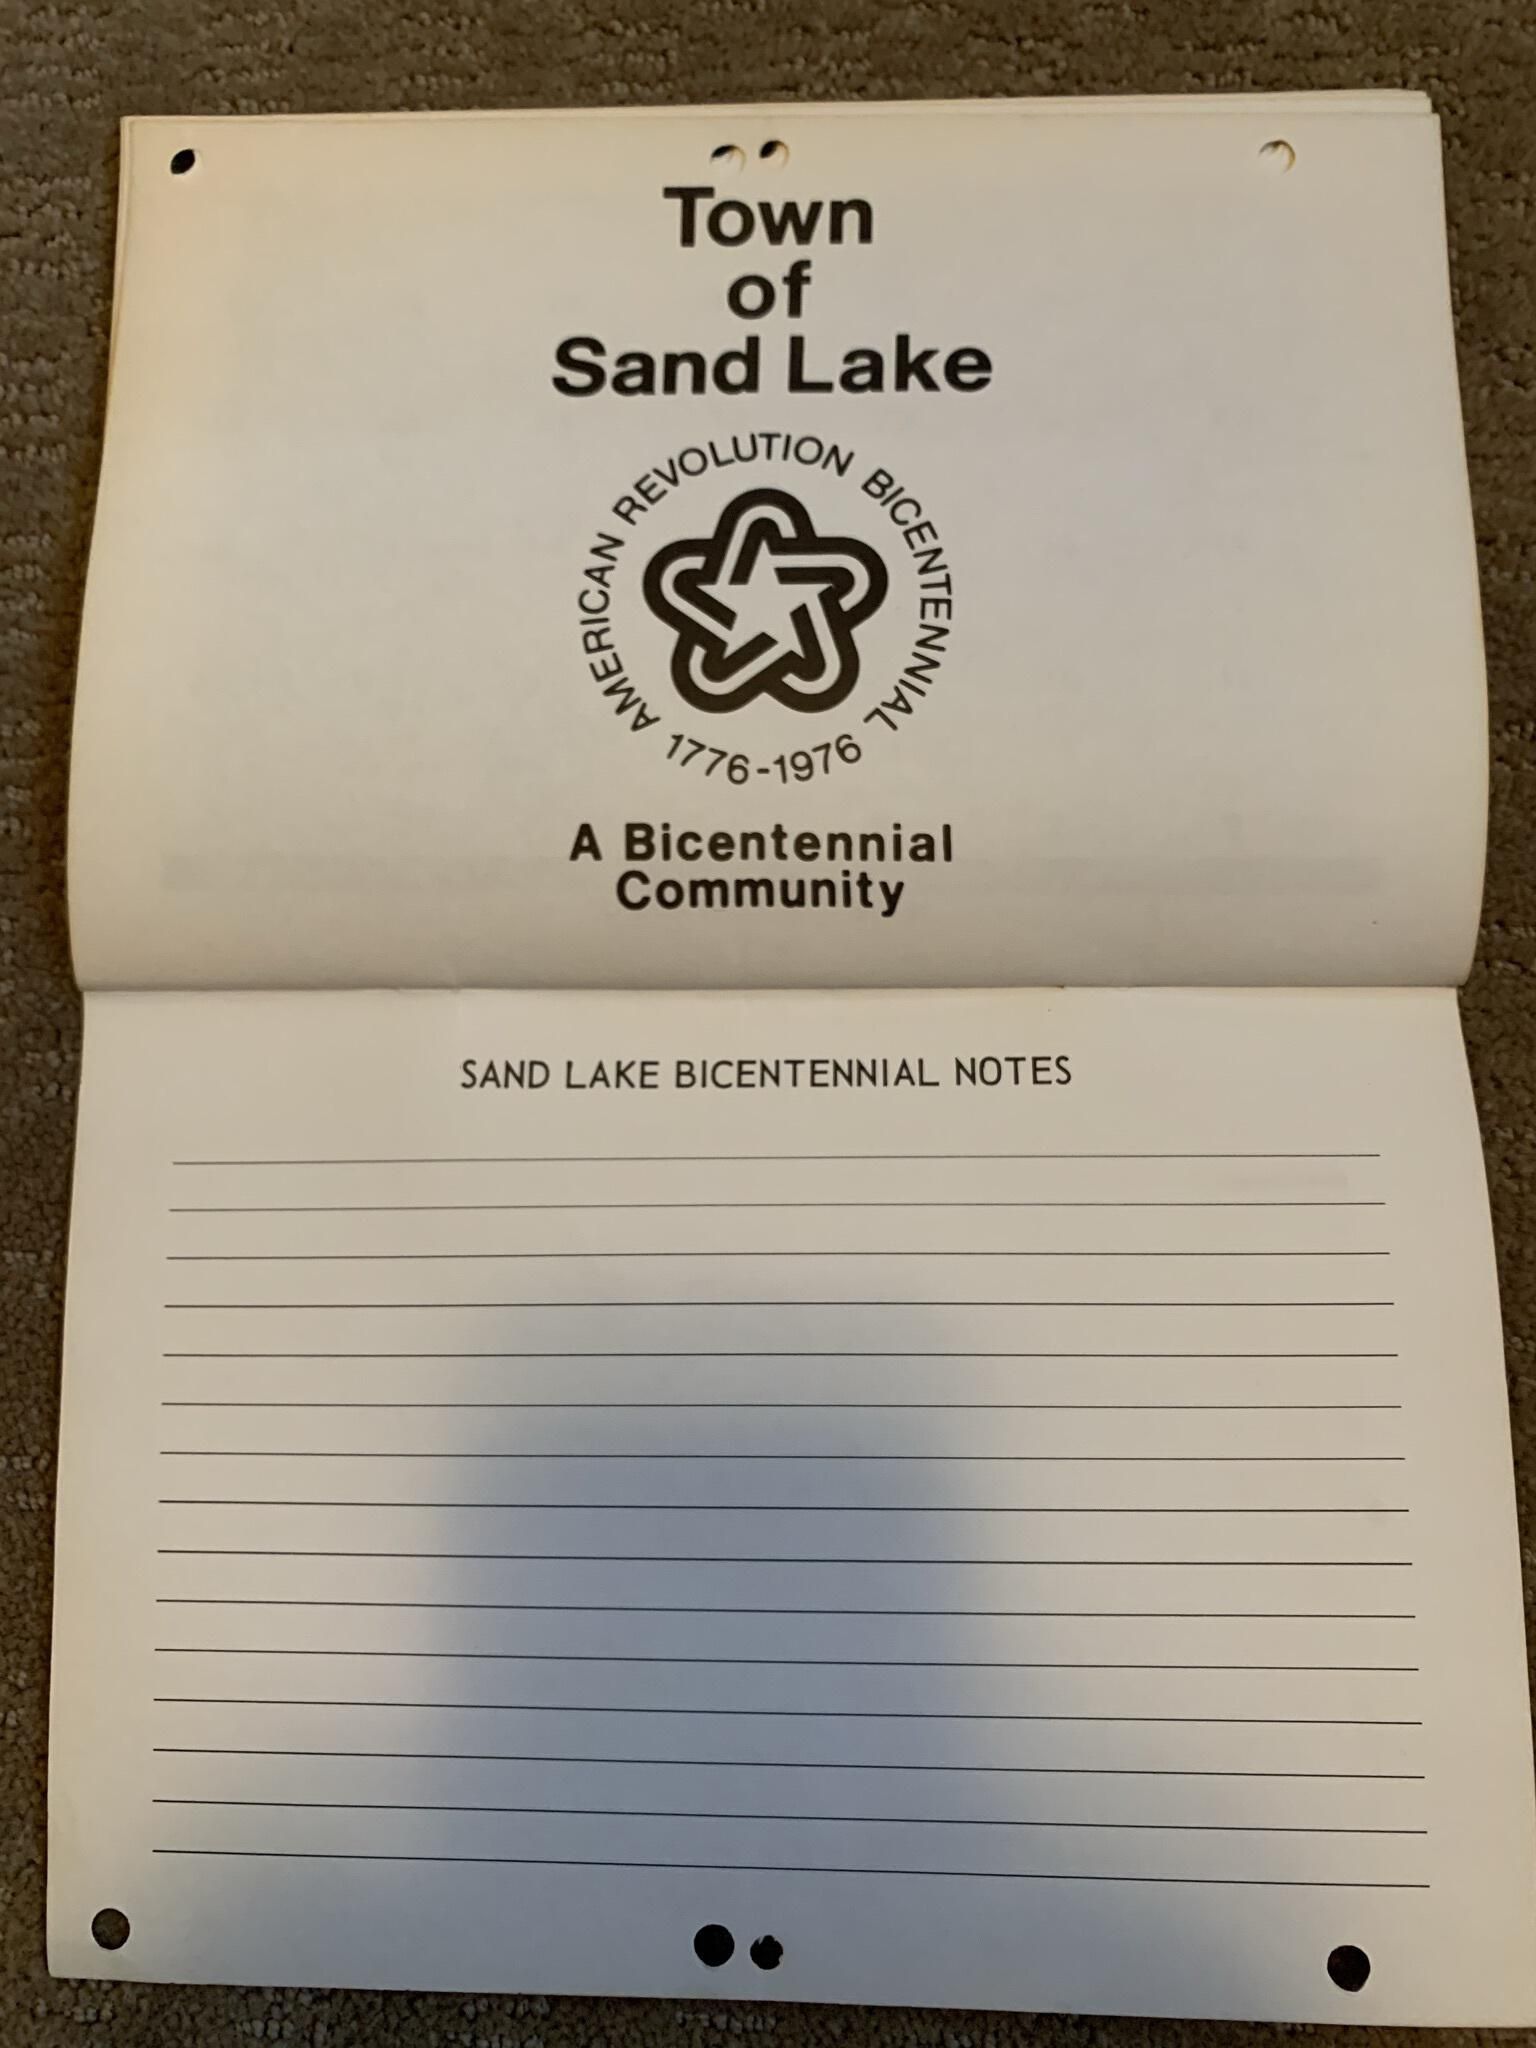 Town
of
Sand Lake
AMERICAN REVOLUTION BICENTENNIAL
1776-1976
A Bicentennial
Community
SAND LAKE BICENTENNIAL NOTES